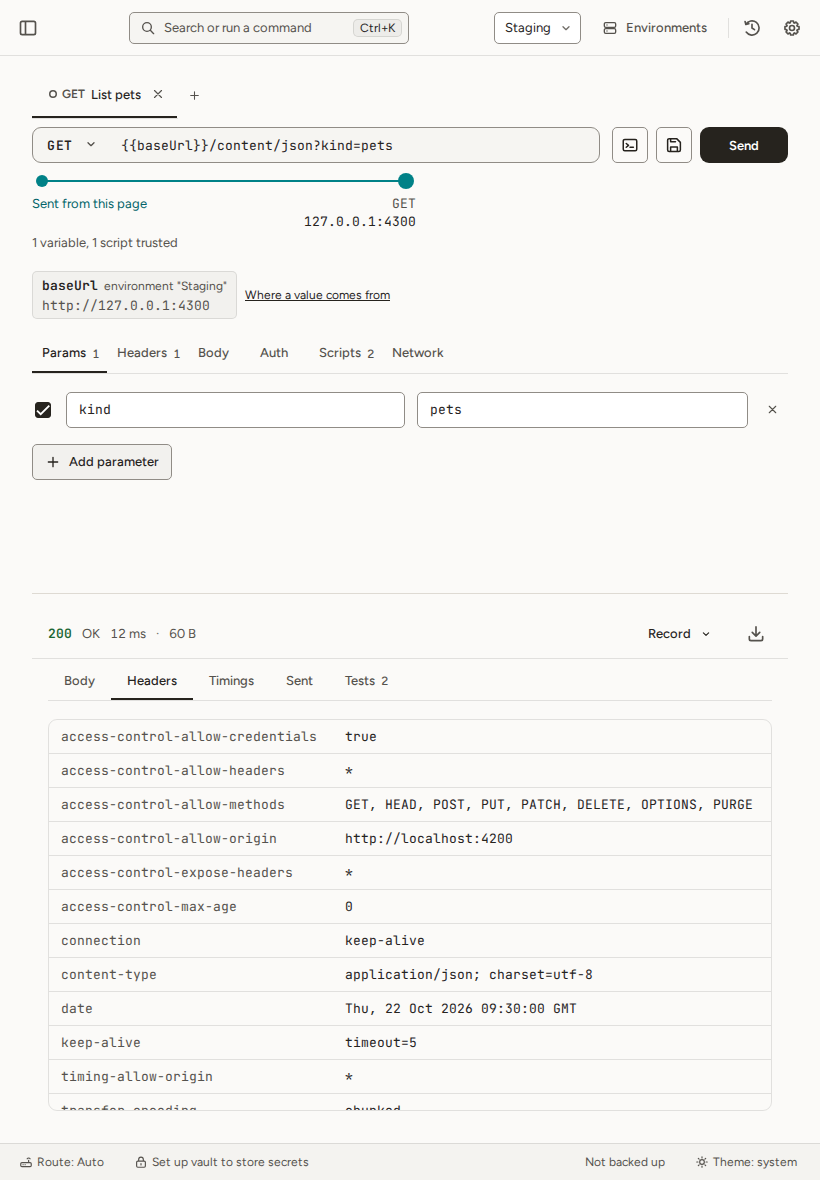 Search or run a command Ctrl+K Staging Environments
GET List pets
GET {{baseUrl}}/content/json?kind=pets Send
Sent from this page GET
127.0.0.1:4300
1 variable, 1 script trusted
baseUrl environment "Staging"
http://127.0.0.1:4300
Where a value comes from
Params 1 Headers 1 Body Auth Scripts 2 Network
kind pets
Add parameter
200 OK 12 ms · 60 B Record
Body Headers Timings Sent Tests 2
access-control-allow-credentials true
access-control-allow-headers *
access-control-allow-methods GET, HEAD, POST, PUT, PATCH, DELETE, OPTIONS, PURGE
access-control-allow-origin http://localhost:4200
access-control-expose-headers *
access-control-max-age 0
connection keep-alive
content-type application/json; charset=utf-8
date Thu, 22 Oct 2026 09:30:00 GMT
keep-alive timeout=5
timing-allow-origin *
transfer-encoding chunked
Route: Auto Set up vault to store secrets Not backed up Theme: system